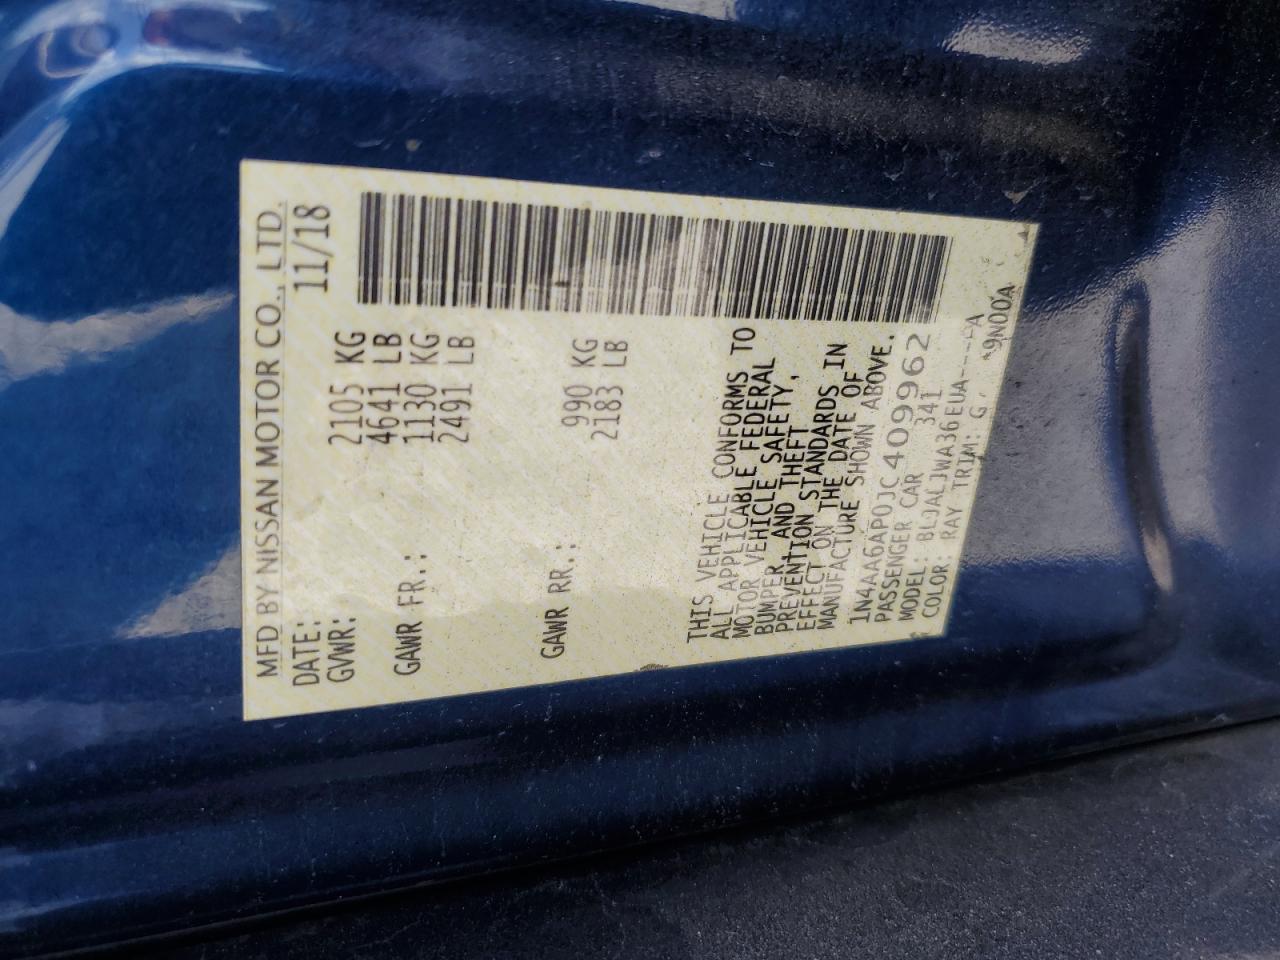 MFD BY NISSAN MOTOR CO., LTD.
DATE: 11/18
GVWR: 2105 KG
4641 LB
GAWR FR.: 1130 KG
2491 LB
GAWR RR.: 990 KG
2183 LB
THIS VEHICLE CONFORMS TO
ALL APPLICABLE FEDERAL
MOTOR VEHICLE SAFETY,
BUMPER, AND THEFT
PREVENTION STANDARDS IN
EFFECT ON THE DATE OF
MANUFACTURE SHOWN ABOVE.
1N4AA6AP0JC409962
PASSENGER CAR 341
MODEL: BLJALJWA36EUA----
COLOR: RAY TRIM: G
*9N00A